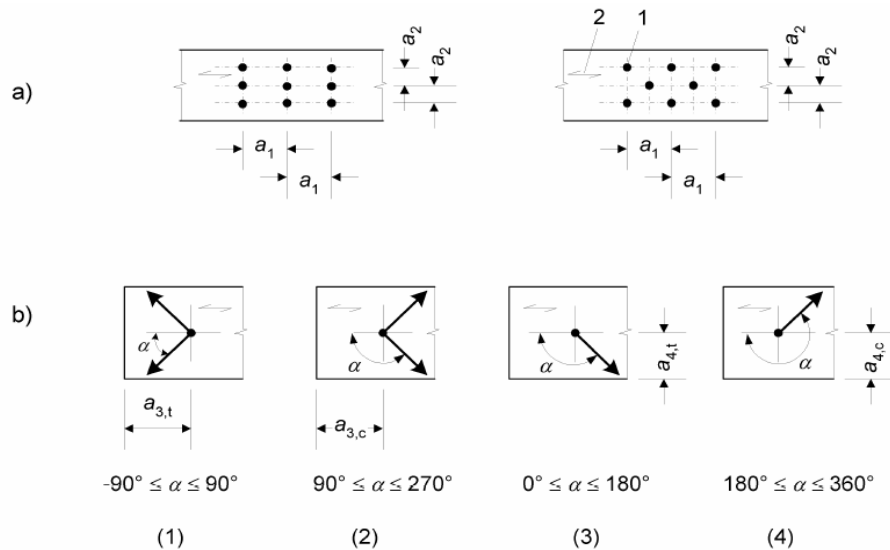 a)
a2
a2
2
1
a2
a2
a1
a1
a1
a1
b)
α
α
α
α
a4,t
a4,c
a3,t
a3,c
-90° ≤ α ≤ 90°
90° ≤ α ≤ 270°
0° ≤ α ≤ 180°
180° ≤ α ≤ 360°
(1)
(2)
(3)
(4)